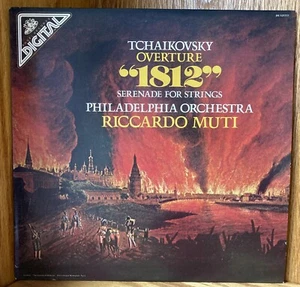 DIGITAL
TCHAIKOVSKY
OVERTURE
“1812”
SERENADE FOR STRINGS
PHILADELPHIA ORCHESTRA
RICCARDO MUTI